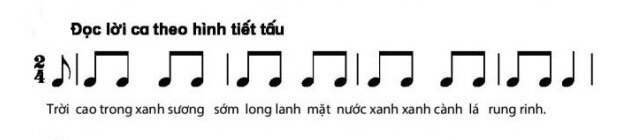 Đọc lời ca theo hình tiết tấu
2
4
Trời cao trong xanh sương sớm long lanh mặt nước xanh xanh cành lá rung rinh.